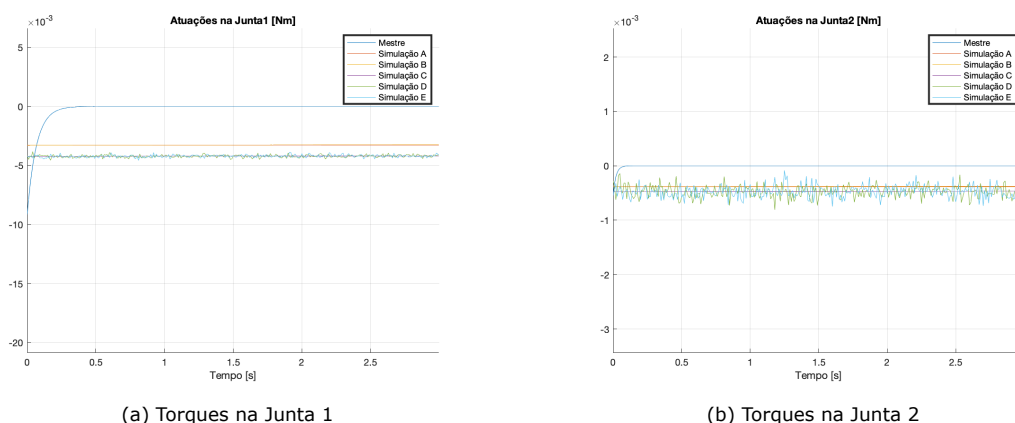 ×10⁻³
Atuações na Junta1 [Nm]
5
0
-5
-10
-15
-20
0
0.5
1
1.5
2
2.5
Tempo [s]
Mestre
Simulação A
Simulação B
Simulação C
Simulação D
Simulação E
(a) Torques na Junta 1
×10⁻³
Atuações na Junta2 [Nm]
2
1
0
-1
-2
-3
0
0.5
1
1.5
2
2.5
Tempo [s]
Mestre
Simulação A
Simulação B
Simulação C
Simulação D
Simulação E
(b) Torques na Junta 2